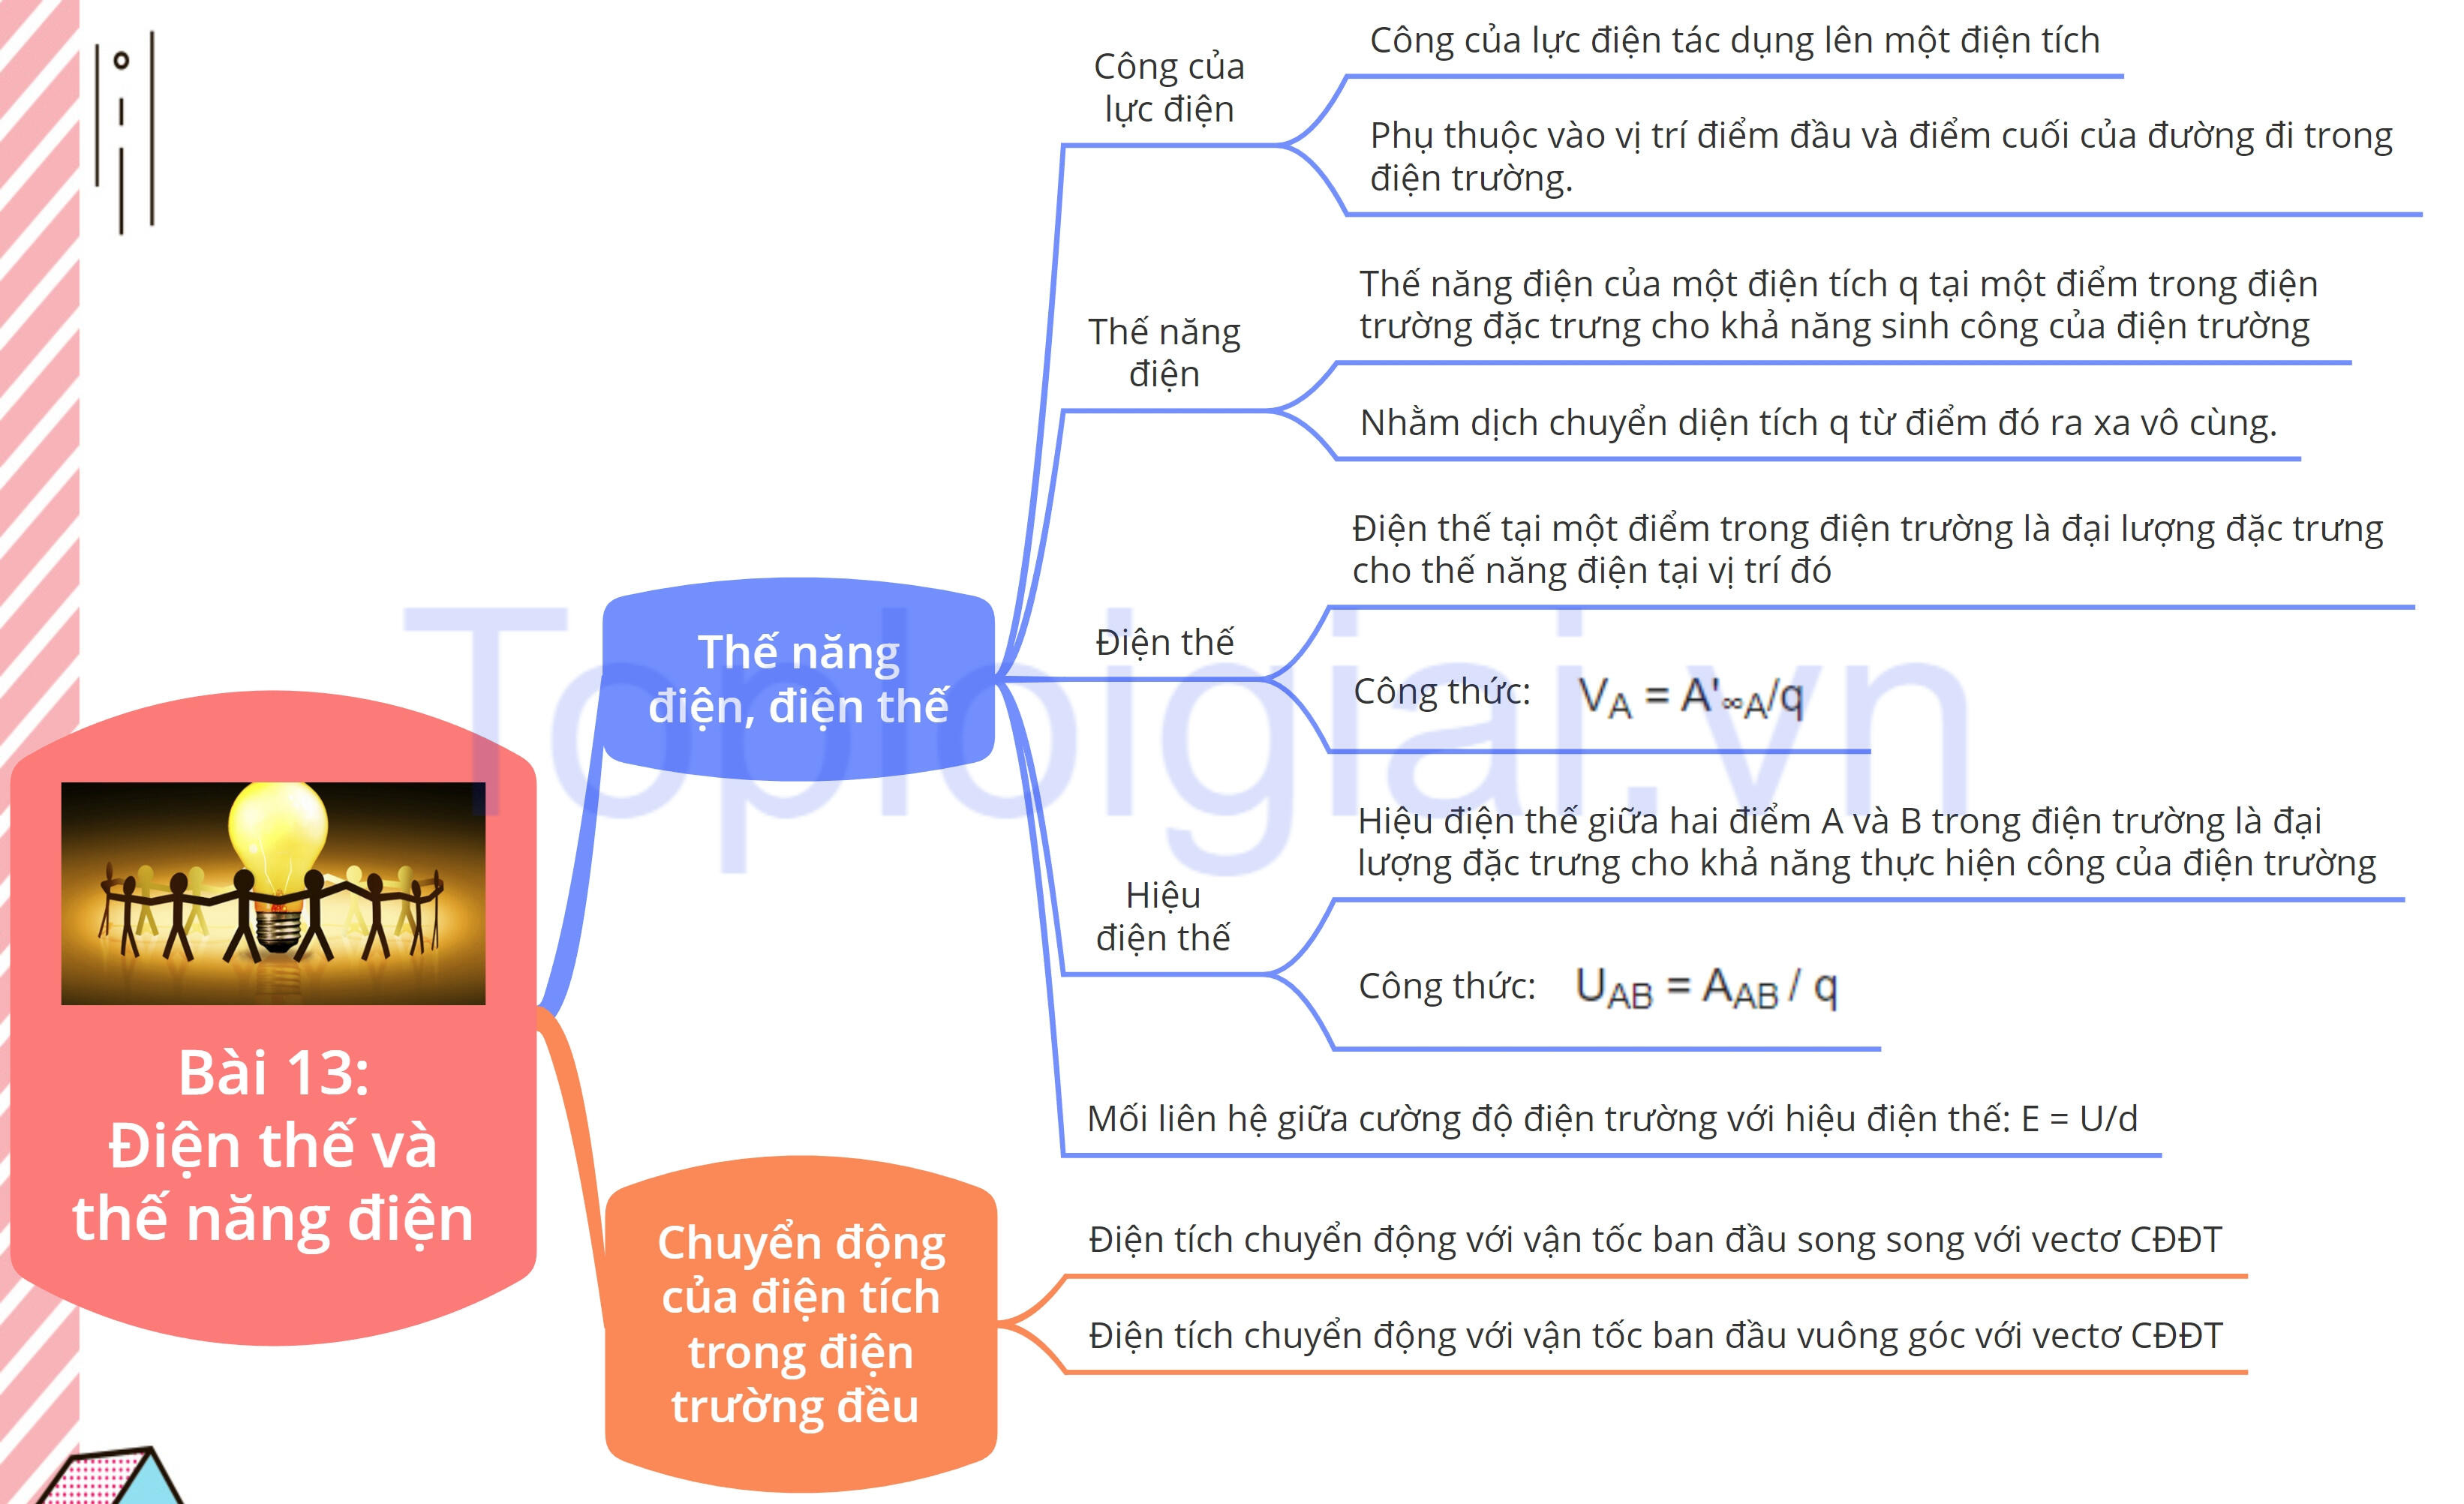 Bài 13:
Điện thế và
thế năng điện
Thế năng
điện, điện thế
Công của
lực điện
Công của lực điện tác dụng lên một điện tích
Phụ thuộc vào vị trí điểm đầu và điểm cuối của đường đi trong
điện trường.
Thế năng
điện
Thế năng điện của một điện tích q tại một điểm trong điện
trường đặc trưng cho khả năng sinh công của điện trường
Nhằm dịch chuyển diện tích q từ điểm đó ra xa vô cùng.
Điện thế
Điện thế tại một điểm trong điện trường là đại lượng đặc trưng
cho thế năng điện tại vị trí đó
Công thức: V_A = A'_∞A/q
Hiệu
điện thế
Hiệu điện thế giữa hai điểm A và B trong điện trường là đại
lượng đặc trưng cho khả năng thực hiện công của điện trường
Công thức: U_AB = A_AB / q
Mối liên hệ giữa cường độ điện trường với hiệu điện thế: E = U/d
Chuyển động
của điện tích
trong điện
trường đều
Điện tích chuyển động với vận tốc ban đầu song song với vectơ CĐĐT
Điện tích chuyển động với vận tốc ban đầu vuông góc với vectơ CĐĐT
Toploigiai.vn